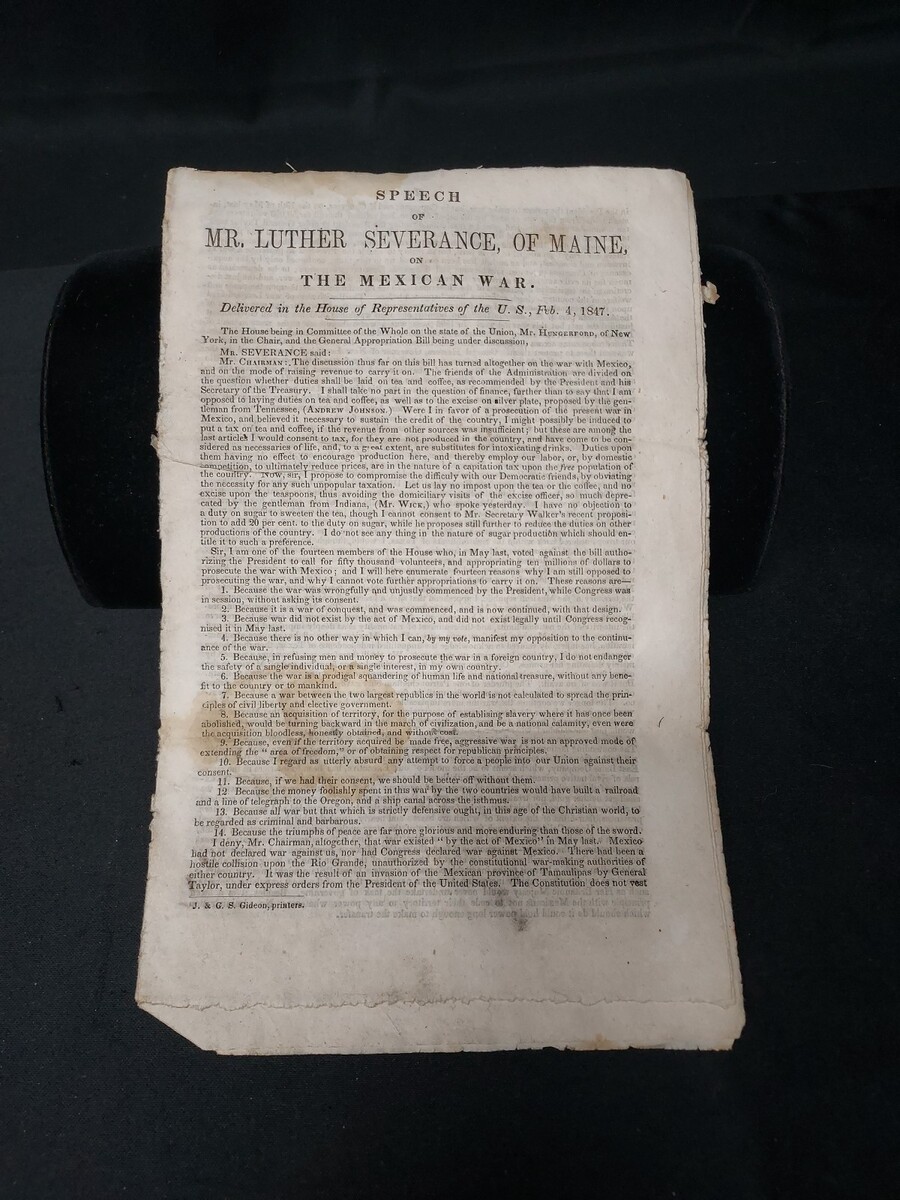 SPEECH
OF
MR. LUTHER SEVERANCE, OF MAINE,
ON
THE MEXICAN WAR.
Delivered in the House of Representatives of the U. S., Feb. 4, 1847.
The House being in Committee of the Whole on the state of the Union, Mr. HUNGERFORD, of New
York, in the Chair, and the General Appropriation Bill being under discussion,
MR. SEVERANCE said:
Mr. CHAIRMAN: The discussion thus far on this bill has turned altogether on the war with Mexico,
and on the mode of raising revenue to carry it on. The friends of the Administration are divided on
the question whether duties shall be laid on tea and coffee, as recommended by the President and his
Secretary of the Treasury. I shall take no part in the question of finance, further than to say that I am
opposed to laying duties on tea and coffee, as well as to the excise on silver plate, proposed by the gen-
tleman from Tennessee, (ANDREW JOHNSON.) Were I in favor of a prosecution of the present war in
Mexico, and believed it necessary to sustain the credit of the country, I might possibly be induced to
put a tax on tea and coffee, if the revenue from other sources was insufficient; but these are among the
last articles I would consent to tax, for they are not produced in the country, and have come to be con-
sidered as necessaries of life, and, to a great extent, are substitutes for intoxicating drinks. Duties upon
them having no effect to encourage production here, and thereby employ our labor, or, by domestic
competition, to ultimately reduce prices, are in the nature of a capitation tax upon the free population of
the country. Now, sir, I propose to compromise the difficuly with our Democratic friends, by obviating
the necessity for any such unpopular taxation. Let us lay no impost upon the tea or the coffee, and no
excise upon the teaspoons, thus avoiding the domiciliary visits of the excise officer, so much depre-
cated by the gentleman from Indiana, (Mr. WICK,) who spoke yesterday. I have no objection to
a duty on sugar to sweeten the tea, though I cannot consent to Mr. Secretary Walker's recent proposi-
tion to add 20 per cent. to the duty on sugar, while he proposes still further to reduce the duties on other
productions of the country. I do not see any thing in the nature of sugar production which should en-
title it to such a preference.
Sir, I am one of the fourteen members of the House who, in May last, voted against the bill autho-
rizing the President to call for fifty thousand volunteers, and appropriating ten millions of dollars to
prosecute the war with Mexico; and I will here enumerate fourteen reasons why I am still opposed to
prosecuting the war, and why I cannot vote further appropriations to carry it on. These reasons are—
1. Because the war was wrongfully and unjustly commenced by the President, while Congress was
in session, without asking its consent.
2. Because it is a war of conquest, and was commenced, and is now continued, with that design.
3. Because war did not exist by the act of Mexico, and did not exist legally until Congress recog-
nised it in May last.
4. Because there is no other way in which I can, by my vote, manifest my opposition to the continu-
ance of the war.
5. Because, in refusing men and money to prosecute the war in a foreign country, I do not endanger
the safety of a single individual, or a single interest, in my own country.
6. Because the war is a prodigal squandering of human life and national treasure, without any bene-
fit to the country or to mankind.
7. Because a war between the two largest republics in the world is not calculated to spread the prin-
ciples of civil liberty and elective government.
8. Because an acquisition of territory, for the purpose of establising slavery where it has once been
abolished, would be turning backward in the march of civilization, and be a national calamity, even were
the acquisition bloodless, honestly obtained, and without cost.
9. Because, even if the territory acquired be made free, aggressive war is not an approved mode of
extending the "area of freedom," or of obtaining respect for republican principles.
10. Because I regard as utterly absurd any attempt to force a people into our Union against their
consent.
11. Because, if we had their consent, we should be better off without them.
12 Because the money foolishly spent in this war by the two countries would have built a railroad
and a line of telegraph to the Oregon, and a ship canal across the isthmus.
13. Because all war but that which is strictly defensive ought, in this age of the Christian world, to
be regarded as criminal and barbarous.
14. Because the triumphs of peace are far more glorious and more enduring than those of the sword.
I deny, Mr. Chairman, altogether, that war existed "by the act of Mexico" in May last. Mexico
had not declared war against us, nor had Congress declared war against Mexico. There had been a
hostile collision upon the Rio Grande, unauthorized by the constitutional war-making authorities of
either country. It was the result of an invasion of the Mexican province of Tamaulipas by General
Taylor, under express orders from the President of the United States. The Constitution does not vest
J. & G. S. Gideon, printers.